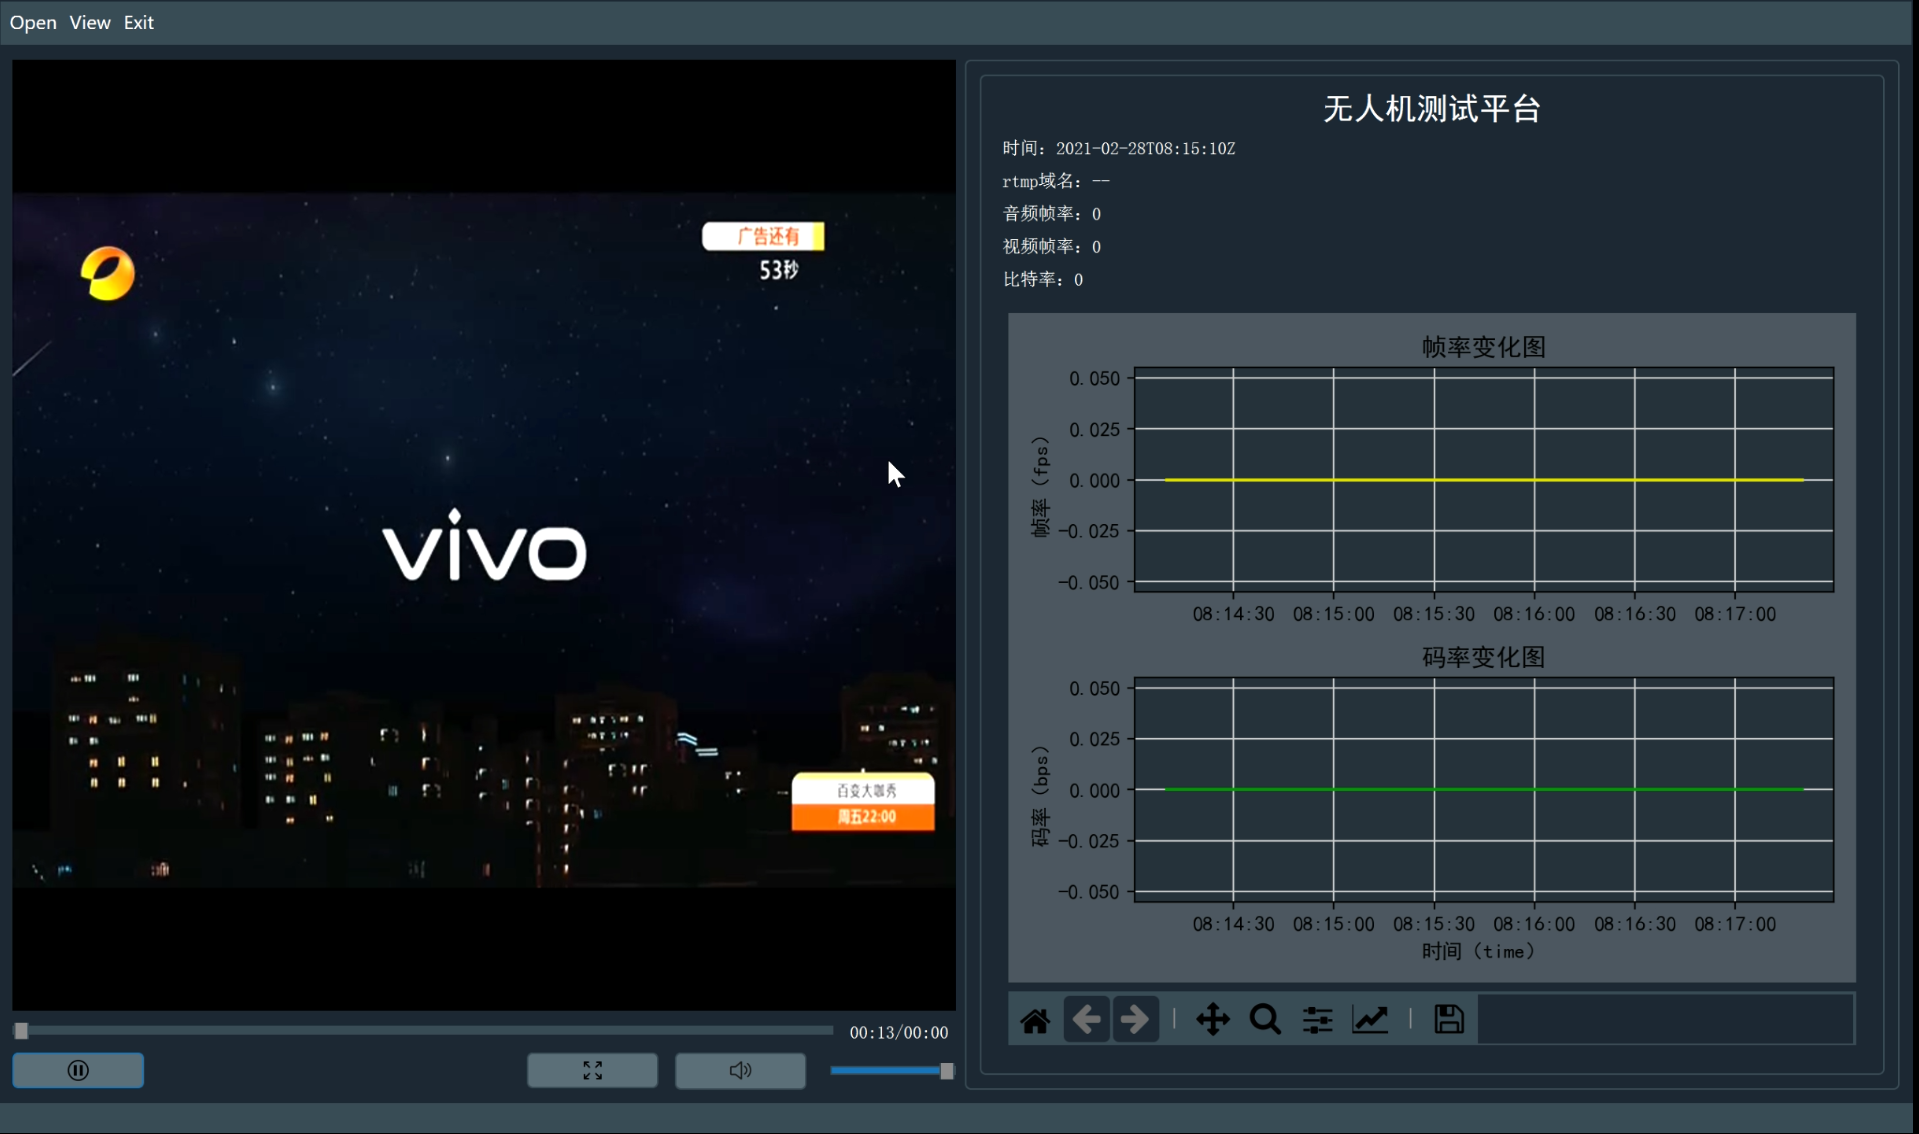 Open View Exit
广告还有
53秒
vivo
百变大咖秀
周五22:00
00:13/00:00
无人机测试平台
时间：2021-02-28T08:15:10Z
rtmp域名：--
音频帧率：0
视频帧率：0
比特率：0
帧率变化图
0.050
0.025
0.000
-0.025
-0.050
帧率（fps）
08:14:30 08:15:00 08:15:30 08:16:00 08:16:30 08:17:00
码率变化图
0.050
0.025
0.000
-0.025
-0.050
码率（bps）
08:14:30 08:15:00 08:15:30 08:16:00 08:16:30 08:17:00
时间（time）